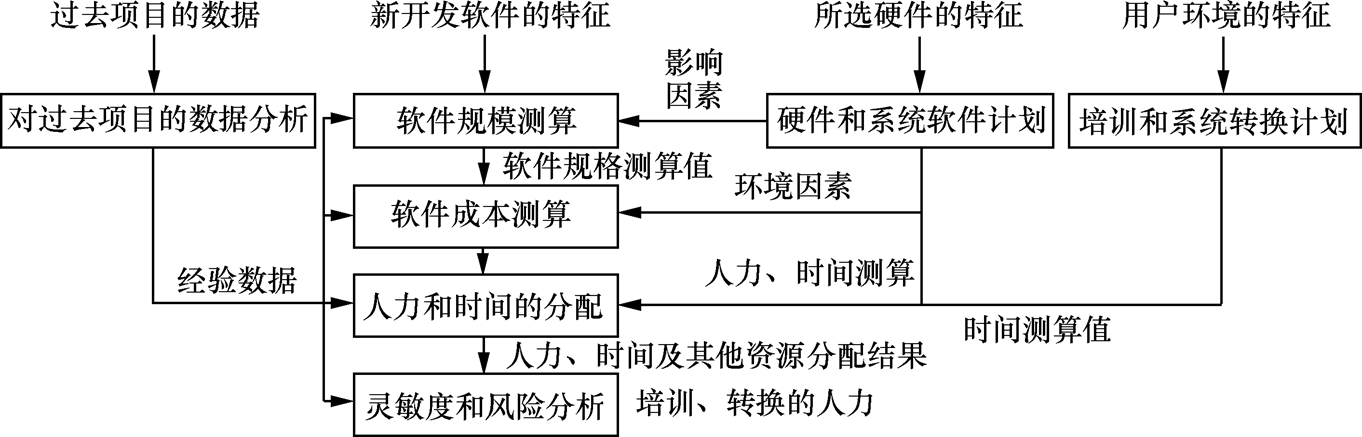 过去项目的数据
新开发软件的特征
所选硬件的特征
用户环境的特征
影响
因素
对过去项目的数据分析
软件规模测算
硬件和系统软件计划
培训和系统转换计划
软件规格测算值
环境因素
软件成本测算
人力、时间测算
经验数据
人力和时间的分配
时间测算值
人力、时间及其他资源分配结果
灵敏度和风险分析
培训、转换的人力